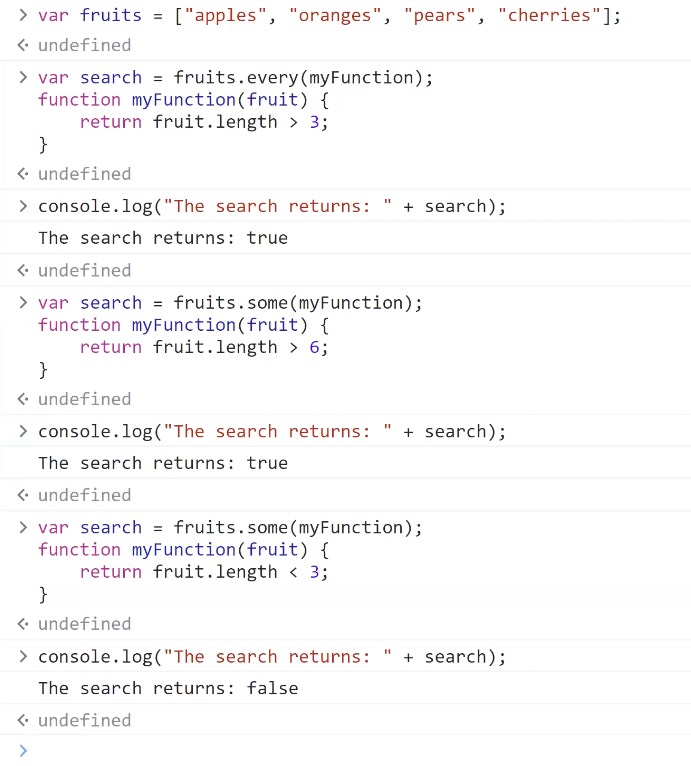 > var fruits = ["apples", "oranges", "pears", "cherries"];
undefined
> var search = fruits.every(myFunction);
function myFunction(fruit) {
    return fruit.length > 3;
}
undefined
> console.log("The search returns: " + search);
The search returns: true
undefined
> var search = fruits.some(myFunction);
function myFunction(fruit) {
    return fruit.length > 6;
}
undefined
> console.log("The search returns: " + search);
The search returns: true
undefined
> var search = fruits.some(myFunction);
function myFunction(fruit) {
    return fruit.length < 3;
}
undefined
> console.log("The search returns: " + search);
The search returns: false
undefined
>